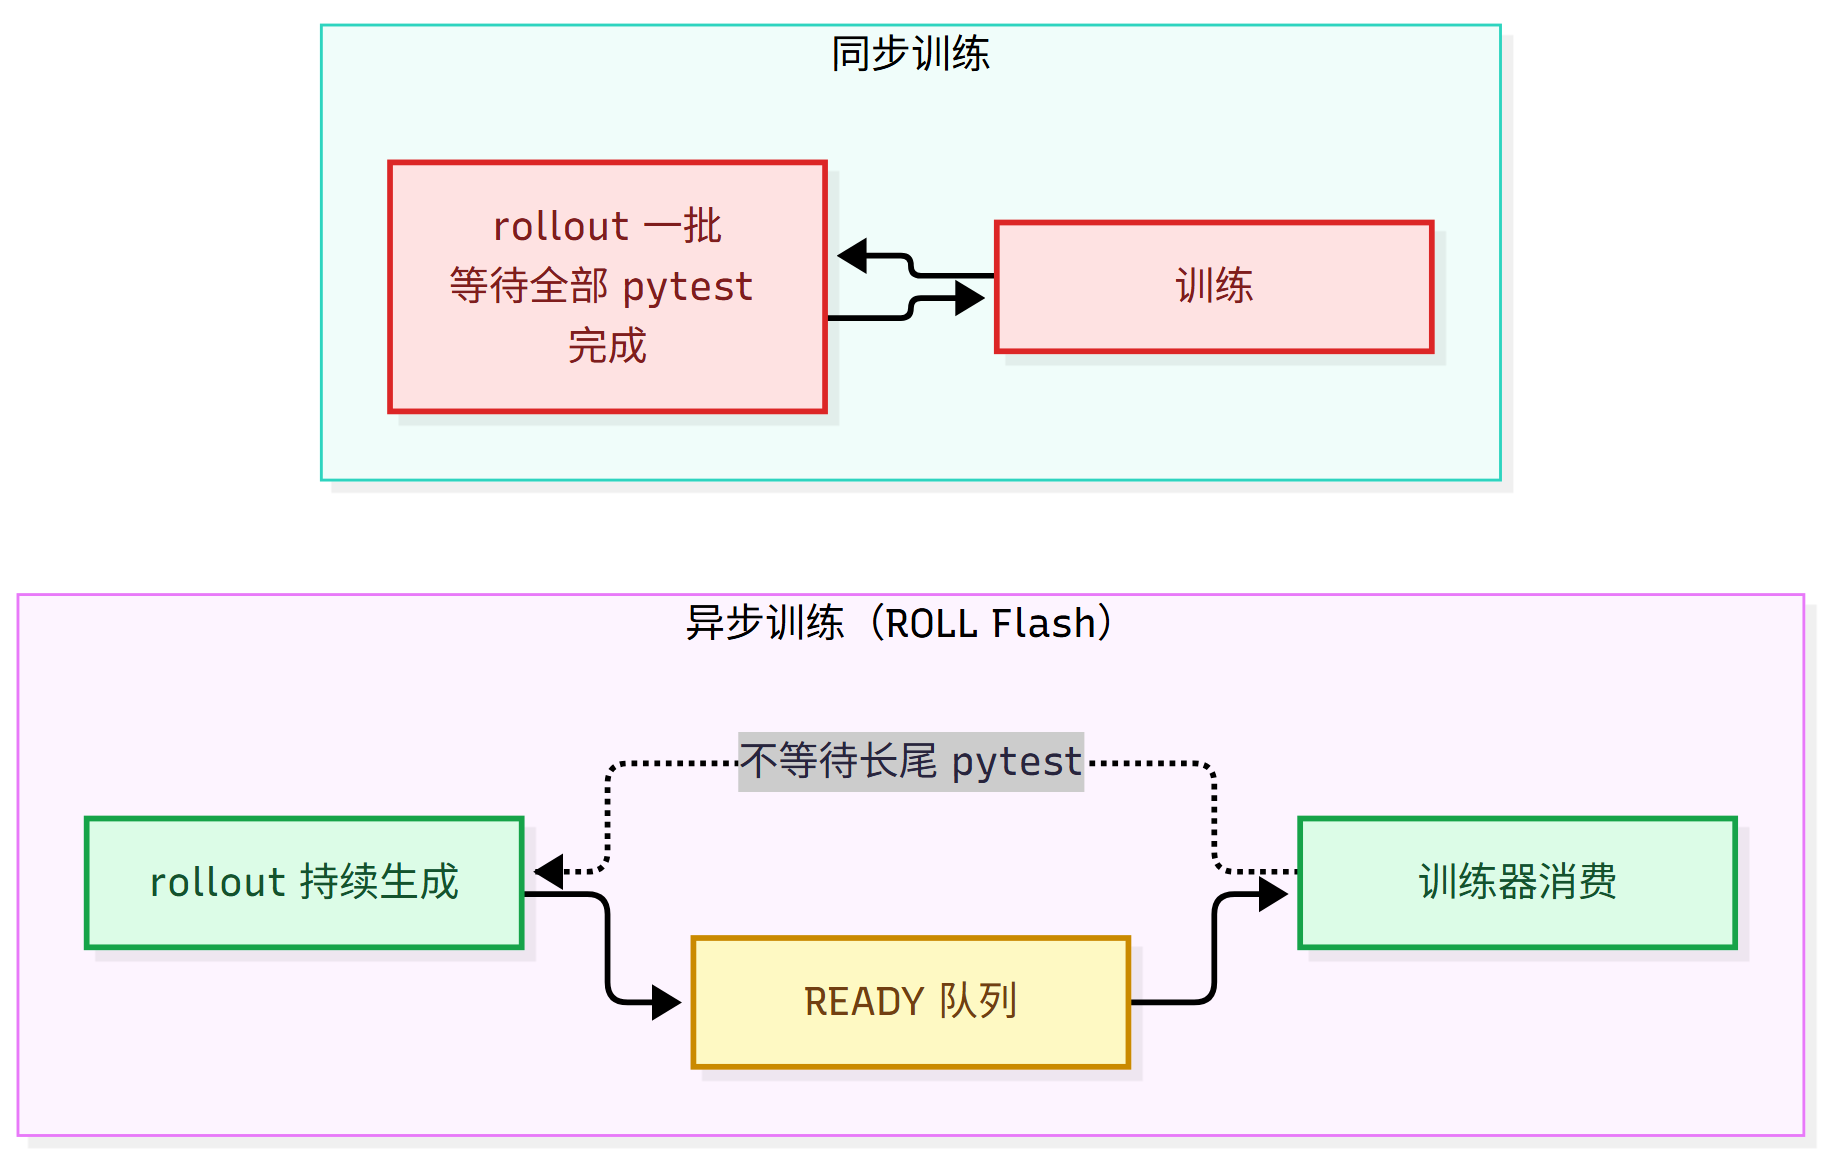 同步训练
rollout 一批
等待全部 pytest
完成
训练
异步训练（ROLL Flash）
不等待长尾 pytest
rollout 持续生成
训练器消费
READY 队列